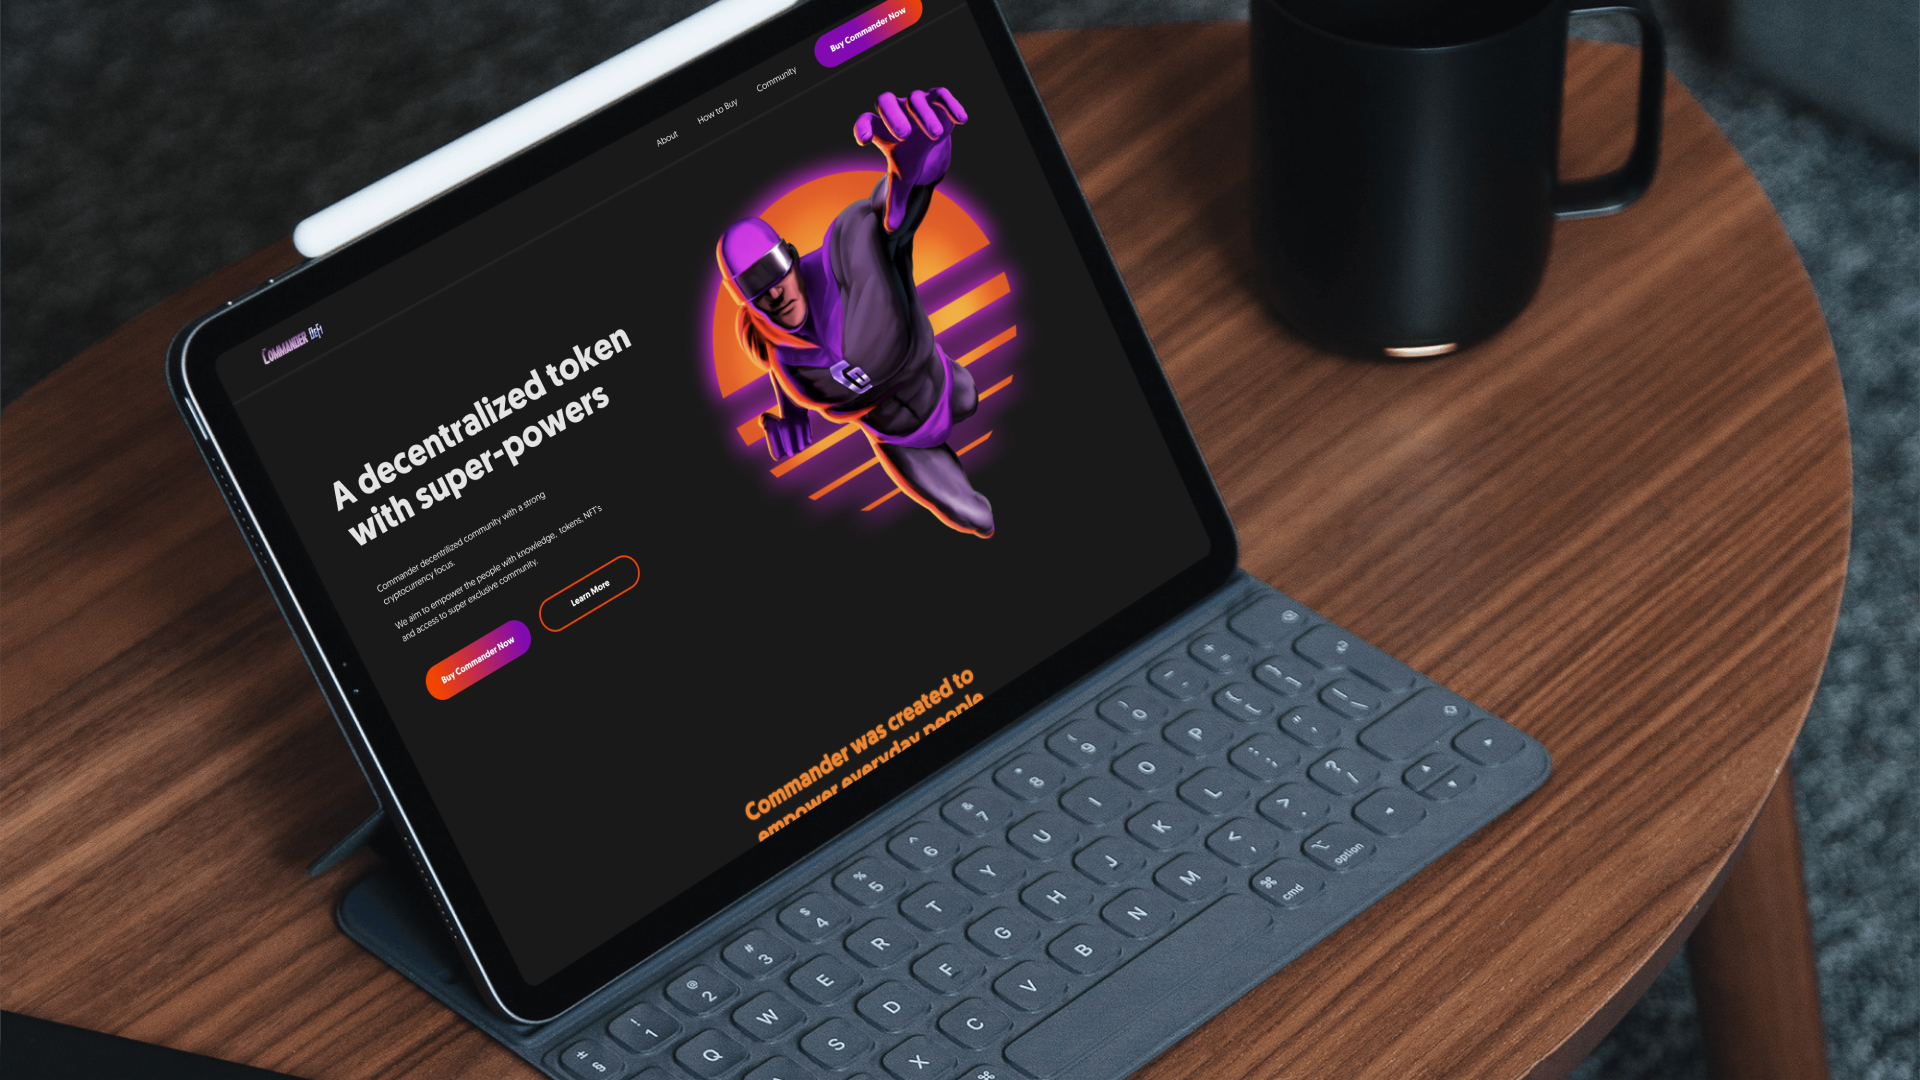 Buy Commander Now
About
How to Buy
Community
COMMANDER DEFI
A decentralized token
with super-powers
Commander decentrilized community with a strong
cryptocurrency focus.
We aim to empower the people with knowledge, tokens, NFT's
and access to super exclusive community.
Buy Commander Now
Learn More
Commander was created to
empower everyday people
# § ! 1 @ 2 # 3 $ 4 % 5 ^ 6 & 7 * 8 ( 9 ) 0 - + =
Q W E R T Y U I O P { [ } ]
S D F G H J K L : ; " ' | \
X C V B N M < , > . ? /
⌘ ⌘ cmd ⌥ option